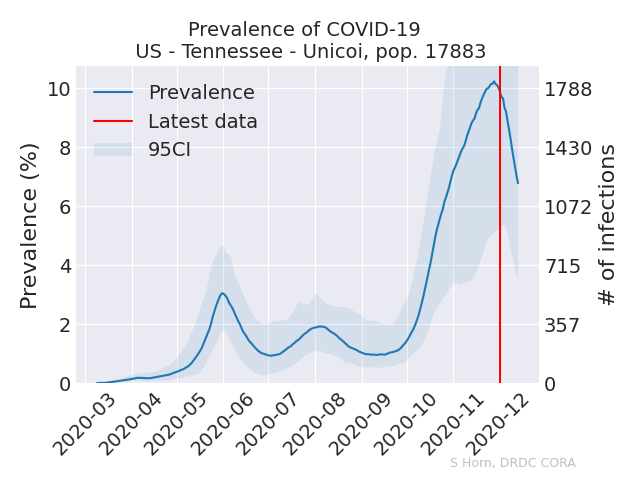 Prevalence of COVID-19
US - Tennessee - Unicoi, pop. 17883
Prevalence
Latest data
95CI
Prevalence (%)
10
8
6
4
2
0
1788
1430
1072
715
357
0
# of infections
2020-03
2020-04
2020-05
2020-06
2020-07
2020-08
2020-09
2020-10
2020-11
2020-12
S Horn, DRDC CORA